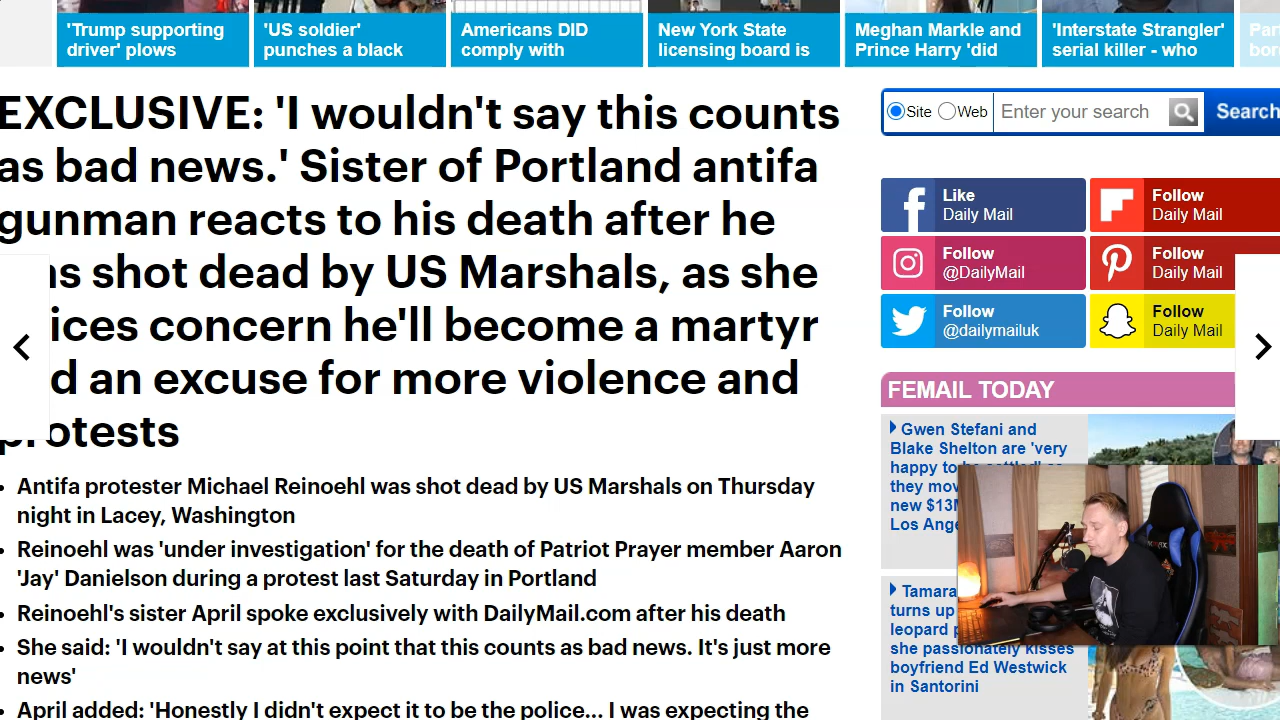 'Trump supporting
driver' plows
'US soldier'
punches a black
Americans DID
comply with
New York State
licensing board is
Meghan Markle and
Prince Harry 'did
'Interstate Strangler'
serial killer - who
EXCLUSIVE: 'I wouldn't say this counts
as bad news.' Sister of Portland antifa
gunman reacts to his death after he
as shot dead by US Marshals, as she
ices concern he'll become a martyr
d an excuse for more violence and
protests
Antifa protester Michael Reinoehl was shot dead by US Marshals on Thursday
night in Lacey, Washington
Reinoehl was 'under investigation' for the death of Patriot Prayer member Aaron
'Jay' Danielson during a protest last Saturday in Portland
Reinoehl's sister April spoke exclusively with DailyMail.com after his death
She said: 'I wouldn't say at this point that this counts as bad news. It's just more
news'
April added: 'Honestly I didn't expect it to be the police... I was expecting the
Site Web Enter your search Search
Like
Daily Mail
Follow
Daily Mail
Follow
@DailyMail
Follow
Daily Mail
Follow
@dailymailuk
Follow
Daily Mail
FEMAIL TODAY
Gwen Stefani and
Blake Shelton are 'very
happy to be settled' as
they mov
new $13M
Los Ange
Tamara
turns up
leopard p
she passionately kisses
boyfriend Ed Westwick
in Santorini